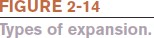 FIGURE 2-14
Types of expansion.